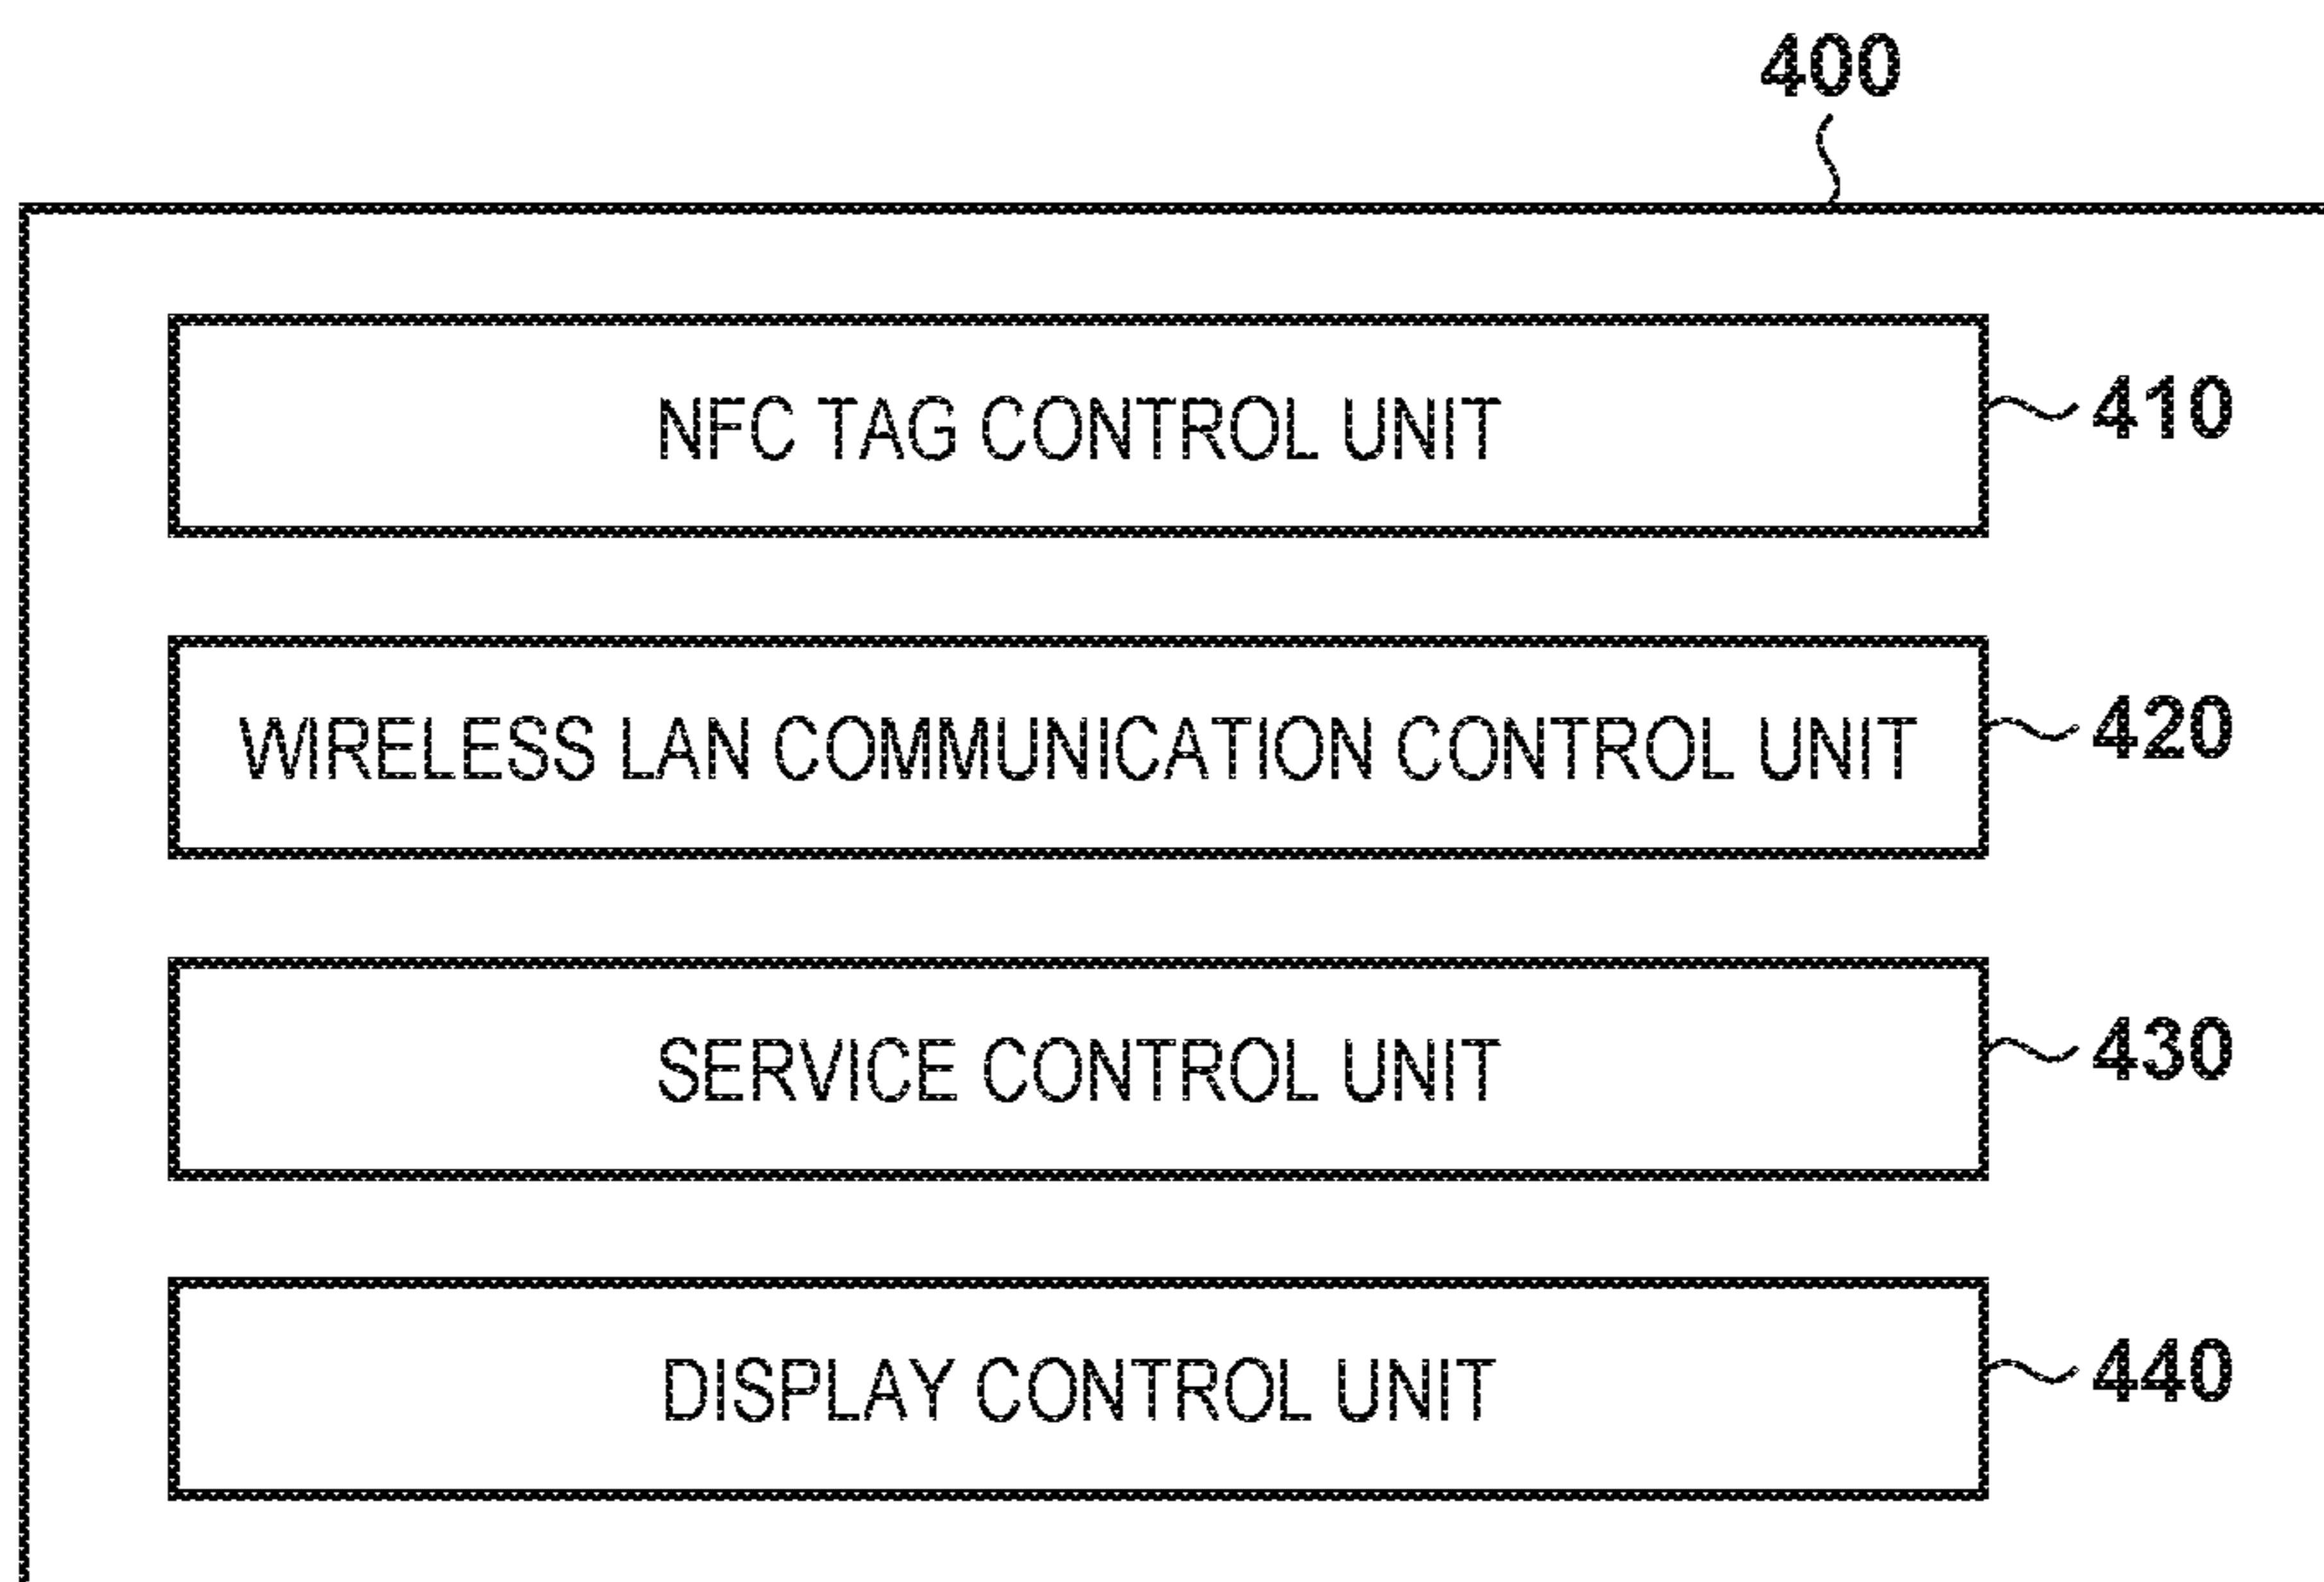 400
NFC TAG CONTROL UNIT 410
WIRELESS LAN COMMUNICATION CONTROL UNIT 420
SERVICE CONTROL UNIT 430
DISPLAY CONTROL UNIT 440